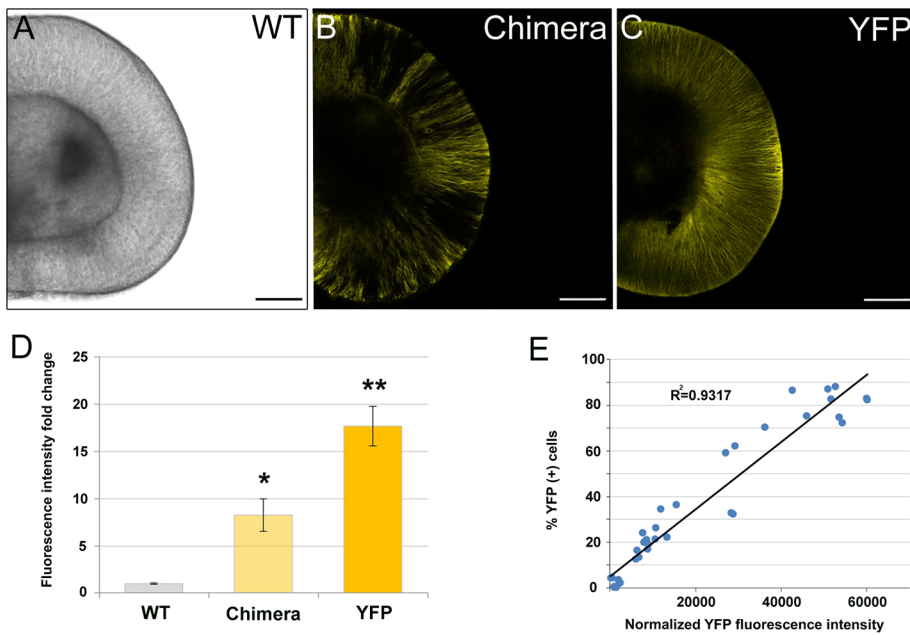 A WT
B Chimera
C YFP
D
Fluorescence intensity fold change
25
20
15
10
5
0
*
**
WT Chimera YFP
E
% YFP (+) cells
100
80
60
40
20
0
R²=0.9317
20000 40000 60000
Normalized YFP fluorescence intensity